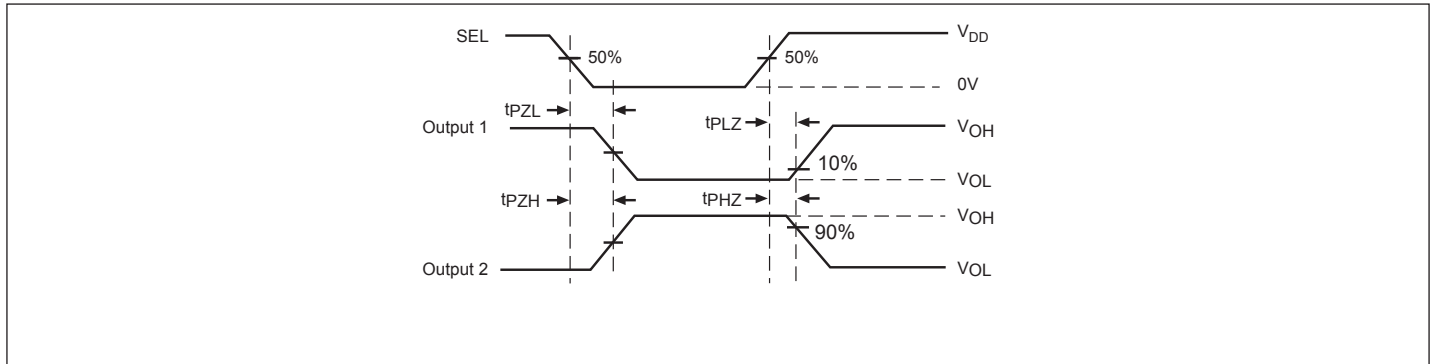 SEL
50%
50%
VDD
0V
tPZL
tPLZ
Output 1
VOH
10%
VOL
tPZH
tPHZ
VOH
90%
Output 2
VOL